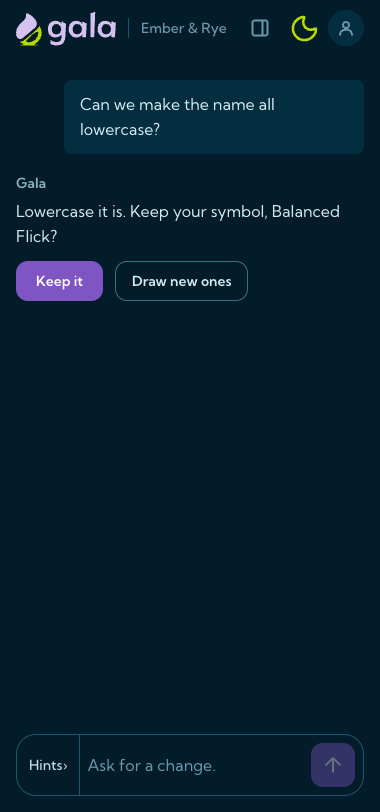 gala
Ember & Rye
Can we make the name all
lowercase?
Gala
Lowercase it is. Keep your symbol, Balanced
Flick?
Keep it
Draw new ones
Hints›
Ask for a change.